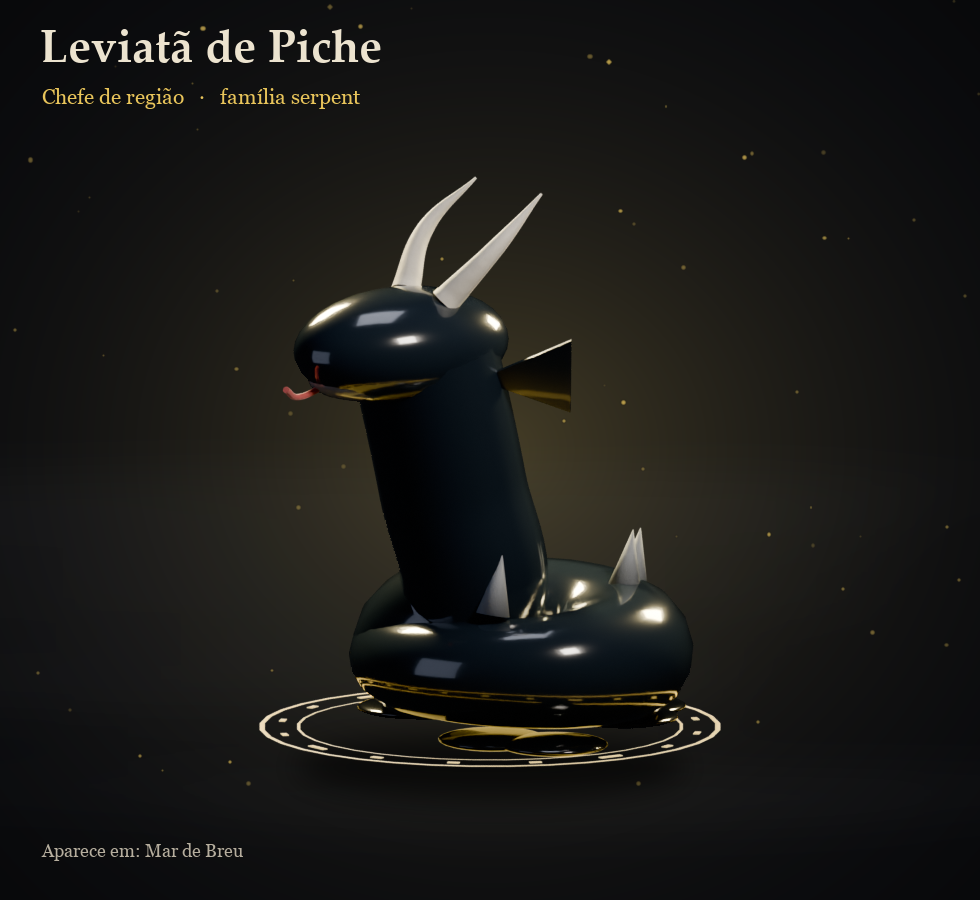 Leviatã de Piche
Chefe de região · família serpent
Aparece em: Mar de Breu